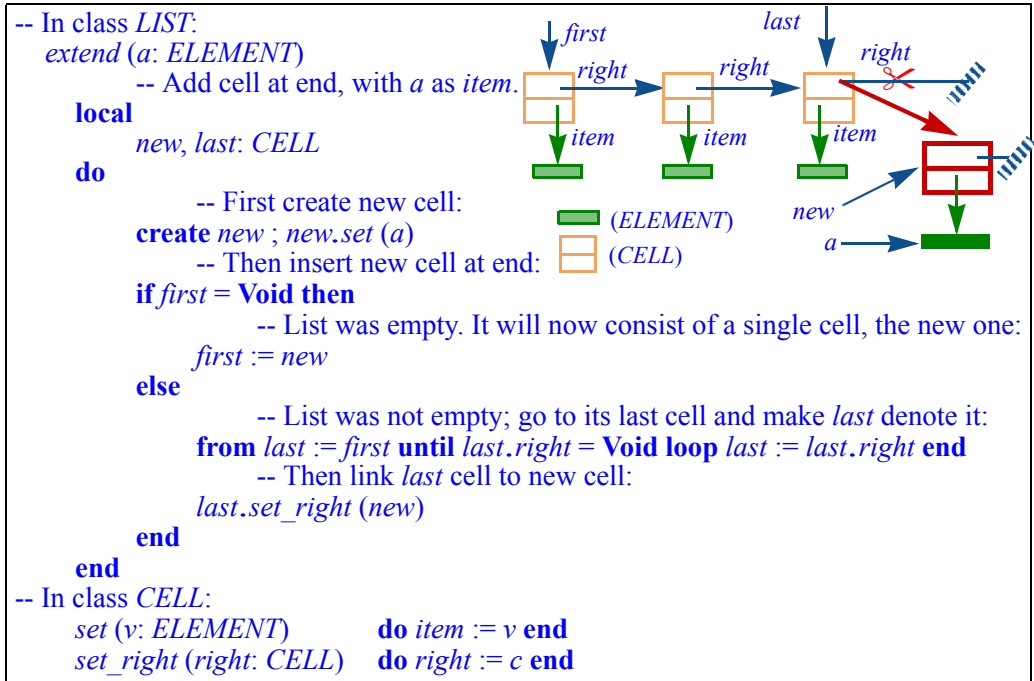 -- In class LIST:
extend (a: ELEMENT)
-- Add cell at end, with a as item.
local
new, last: CELL
do
-- First create new cell:
create new ; new.set (a)
-- Then insert new cell at end:
if first = Void then
-- List was empty. It will now consist of a single cell, the new one:
first := new
else
-- List was not empty; go to its last cell and make last denote it:
from last := first until last.right = Void loop last := last.right end
-- Then link last cell to new cell:
last.set_right (new)
end
end
-- In class CELL:
set (v: ELEMENT) do item := v end
set_right (right: CELL) do right := c end
first
last
right
right
right
item
item
item
new
a
(ELEMENT)
(CELL)